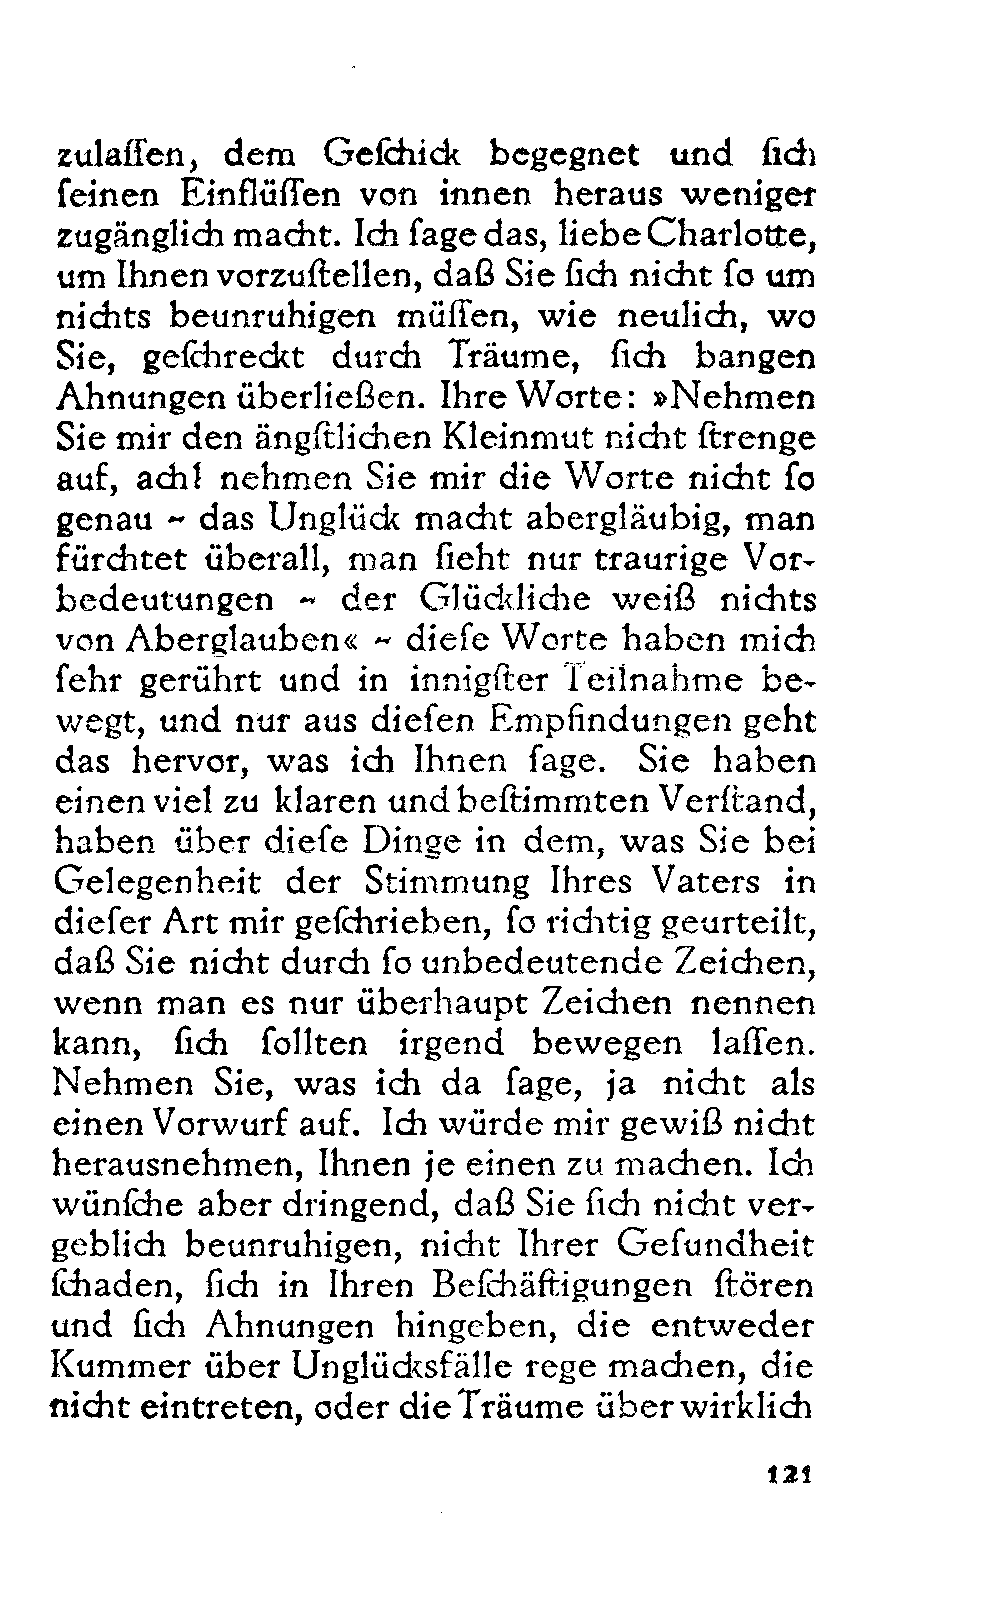 zulaſſen, dem Geſchick begegnet und ſich
ſeinen Einflüſſen von innen heraus weniger
zugänglich macht. Ich ſage das, liebe Charlotte,
um Ihnen vorzuſtellen, daß Sie ſich nicht ſo um
nichts beunruhigen müſſen, wie neulich, wo
Sie, geſchreckt durch Träume, ſich bangen
Ahnungen überließen. Ihre Worte: »Nehmen
Sie mir den ängſtlichen Kleinmut nicht ſtrenge
auf, ach! nehmen Sie mir die Worte nicht ſo
genau ~ das Unglück macht abergläubig, man
fürchtet überall, man ſieht nur traurige Vor-
bedeutungen ~ der Glückliche weiß nichts
von Aberglauben« ~ dieſe Worte haben mich
ſehr gerührt und in innigſter Teilnahme be-
wegt, und nur aus dieſen Empfindungen geht
das hervor, was ich Ihnen ſage. Sie haben
einen viel zu klaren und beſtimmten Verſtand,
haben über dieſe Dinge in dem, was Sie bei
Gelegenheit der Stimmung Ihres Vaters in
dieſer Art mir geſchrieben, ſo richtig geurteilt,
daß Sie nicht durch ſo unbedeutende Zeichen,
wenn man es nur überhaupt Zeichen nennen
kann, ſich ſollten irgend bewegen laſſen.
Nehmen Sie, was ich da ſage, ja nicht als
einen Vorwurf auf. Ich würde mir gewiß nicht
herausnehmen, Ihnen je einen zu machen. Ich
wünſche aber dringend, daß Sie ſich nicht ver-
geblich beunruhigen, nicht Ihrer Geſundheit
ſchaden, ſich in Ihren Beſchäftigungen ſtören
und ſich Ahnungen hingeben, die entweder
Kummer über Unglücksfälle rege machen, die
nicht eintreten, oder die Träume über wirklich
121